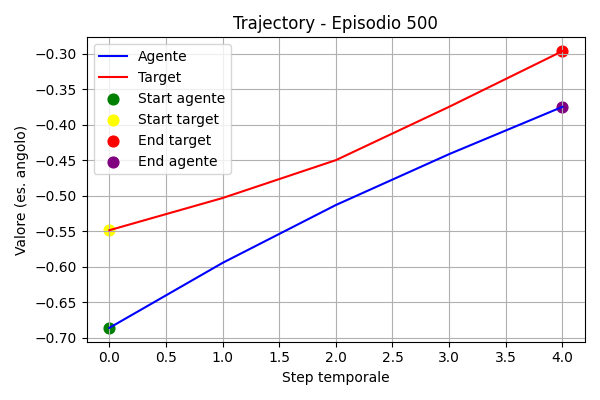 Trajectory - Episodio 500
Agente
Target
Start agente
Start target
End target
End agente
Valore (es. angolo)
−0.30
−0.35
−0.40
−0.45
−0.50
−0.55
−0.60
−0.65
−0.70
0.0 0.5 1.0 1.5 2.0 2.5 3.0 3.5 4.0
Step temporale